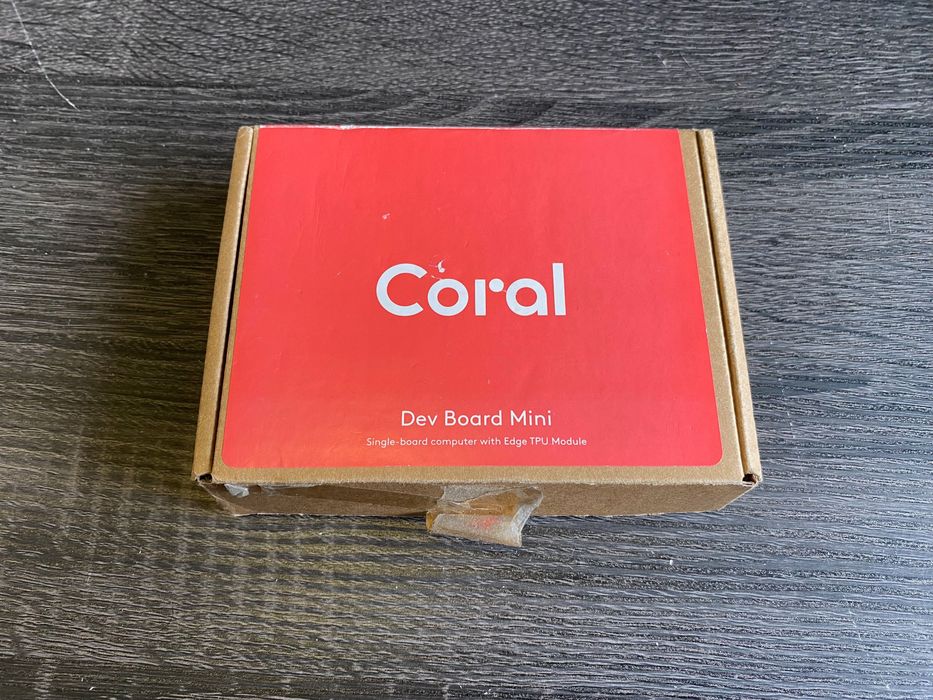 Coral
Dev Board Mini
Single-board computer with Edge TPU Module